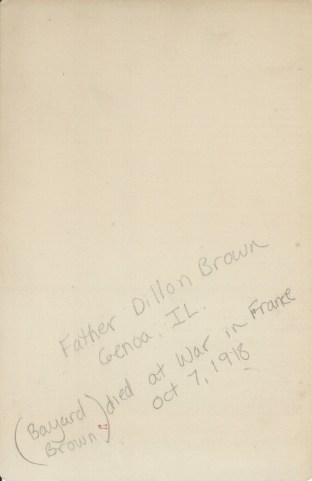 Father Dillon Brown
Genoa, IL.
(Bayard Brown) died at War in France
Oct 7, 1918